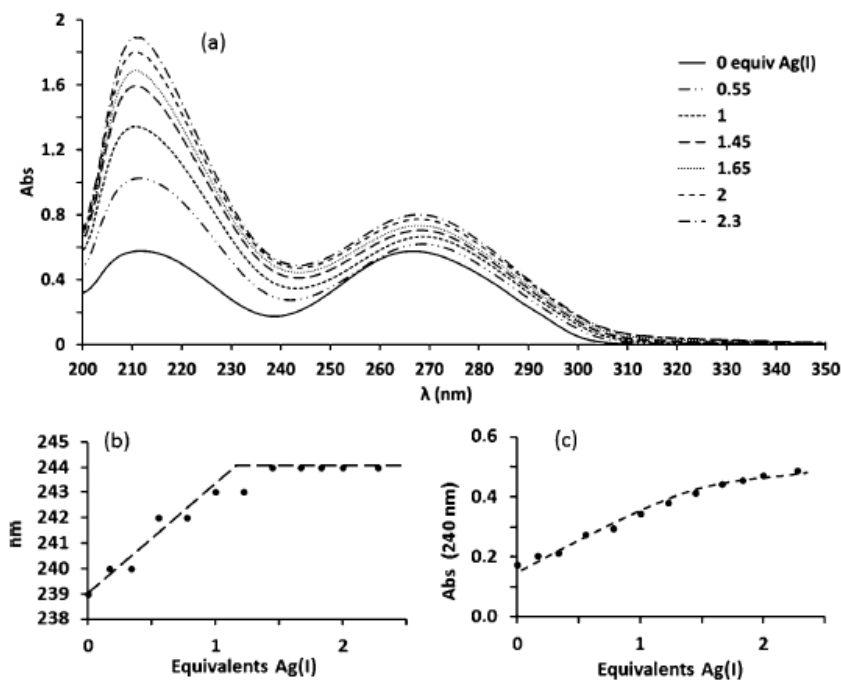 (a)
2
1.6
1.2
0.8
0.4
0
Abs
200 210 220 230 240 250 260 270 280 290 300 310 320 330 340 350
λ (nm)
0 equiv Ag(I)
0.55
1
1.45
1.65
2
2.3
(b)
245
244
243
242
241
240
239
238
nm
0 1 2
Equivalents Ag(I)
(c)
0.6
0.4
0.2
0.0
Abs (240 nm)
0 1 2
Equivalents Ag(I)